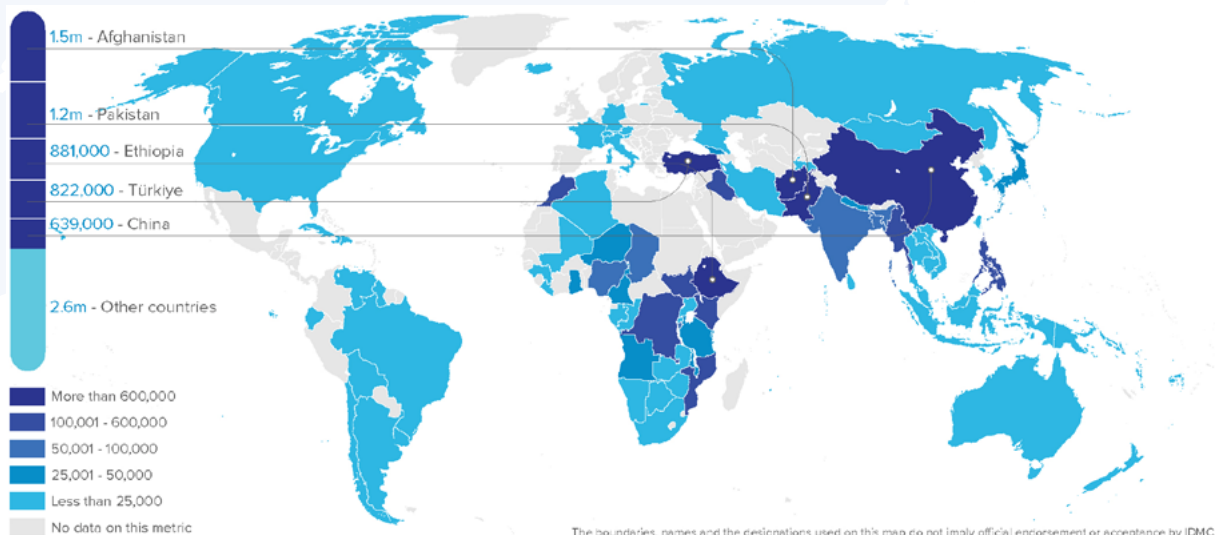 1.5m - Afghanistan
1.2m - Pakistan
881,000 - Ethiopia
822,000 - Türkiye
639,000 - China
2.6m - Other countries
More than 600,000
100,001 - 600,000
50,001 - 100,000
25,001 - 50,000
Less than 25,000
No data on this metric
The boundaries, names and the designations used on this map do not imply official endorsement or acceptance by IDMC